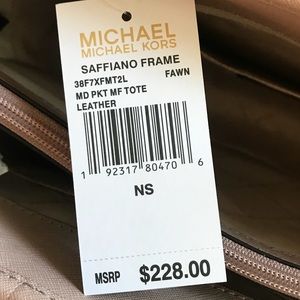 MICHAEL
MICHAEL KORS
SAFFIANO FRAME
38F7XFMT2L FAWN
MD PKT MF TOTE
LEATHER
1 92317 80470 6
NS
MSRP $228.00